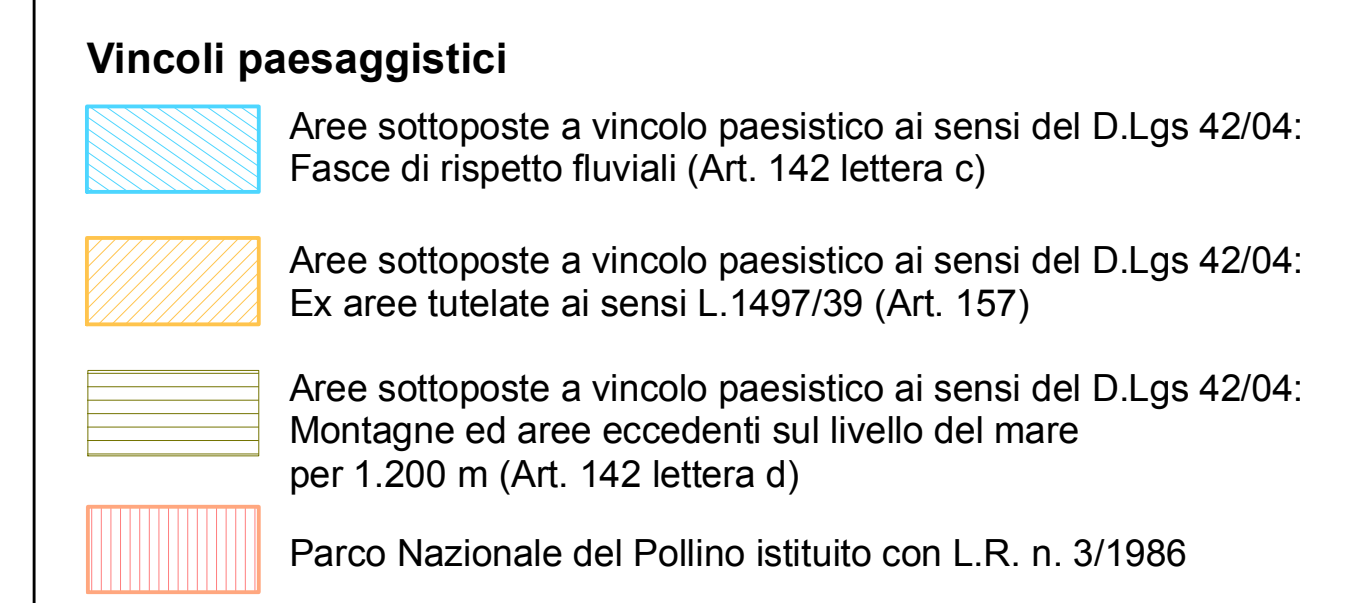 Vincoli paesaggistici
Aree sottoposte a vincolo paesistico ai sensi del D.Lgs 42/04:
Fasce di rispetto fluviali (Art. 142 lettera c)
Aree sottoposte a vincolo paesistico ai sensi del D.Lgs 42/04:
Ex aree tutelate ai sensi L.1497/39 (Art. 157)
Aree sottoposte a vincolo paesistico ai sensi del D.Lgs 42/04:
Montagne ed aree eccedenti sul livello del mare
per 1.200 m (Art. 142 lettera d)
Parco Nazionale del Pollino istituito con L.R. n. 3/1986